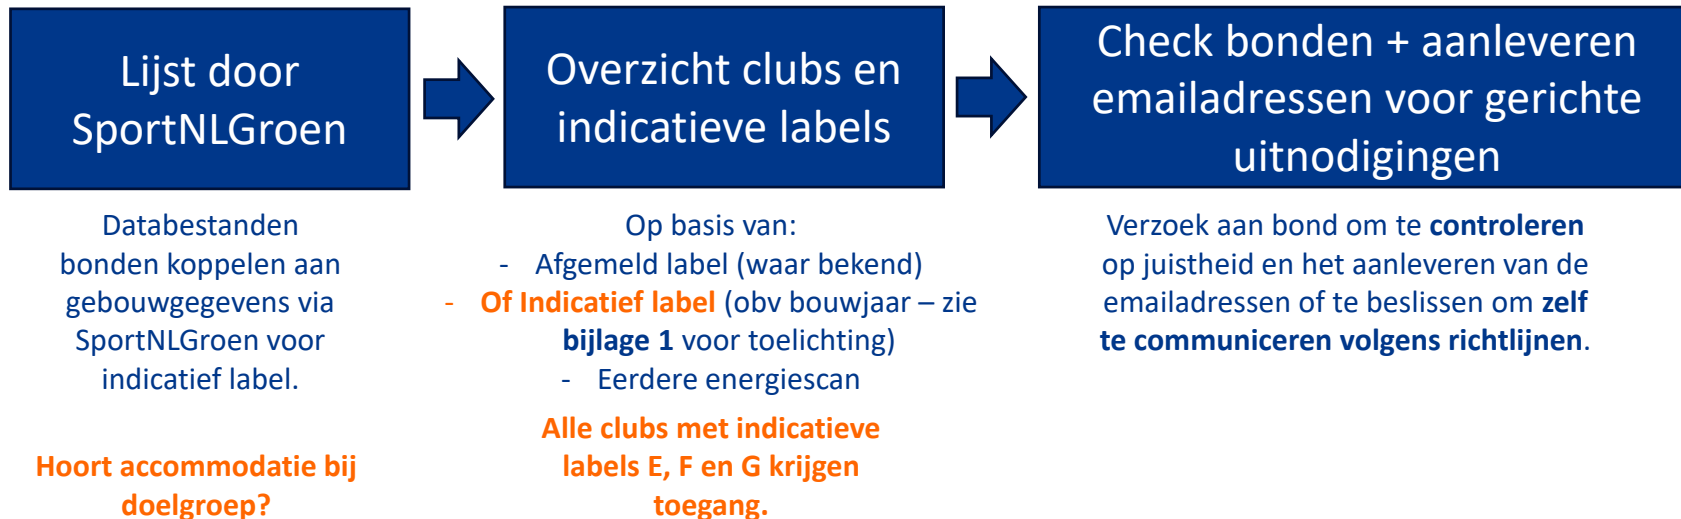 Lijst door
SportNLGroen
Databestanden
bonden koppelen aan
gebouwgegevens via
SportNLGroen voor
indicatief label.
Hoort accommodatie bij
doelgroep?
Overzicht clubs en
indicatieve labels
Op basis van:
- Afgemeld label (waar bekend)
- Of Indicatief label (obv bouwjaar – zie
bijlage 1 voor toelichting)
- Eerdere energiescan
Alle clubs met indicatieve
labels E, F en G krijgen
toegang.
Check bonden + aanleveren
emailadressen voor gerichte
uitnodigingen
Verzoek aan bond om te controleren
op juistheid en het aanleveren van de
emailadressen of te beslissen om zelf
te communiceren volgens richtlijnen.